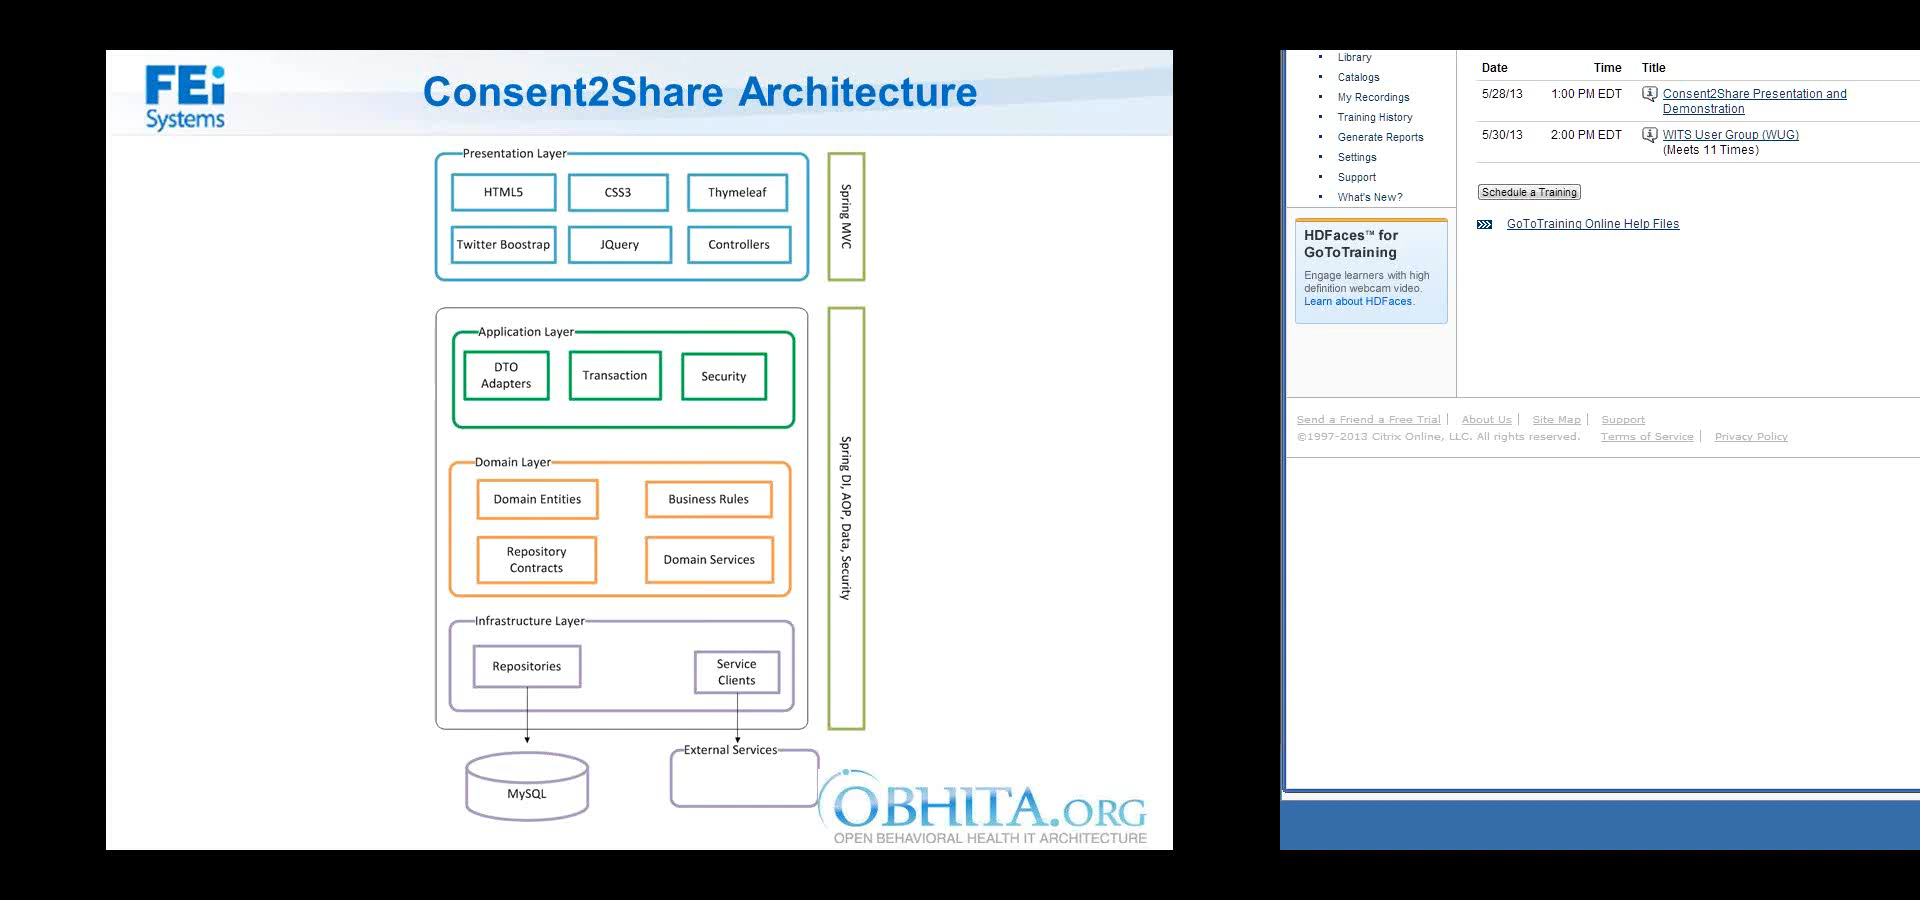 FEi
Systems
Consent2Share Architecture
Presentation Layer
HTML5
CSS3
Thymeleaf
Twitter Boostrap
JQuery
Controllers
Spring MVC
Application Layer
DTO
Adapters
Transaction
Security
Domain Layer
Domain Entities
Business Rules
Repository
Contracts
Domain Services
Infrastructure Layer
Repositories
Service
Clients
Spring DI, AOP, Data, Security
MySQL
External Services
OBHITA.ORG
OPEN BEHAVIORAL HEALTH IT ARCHITECTURE
Library
Catalogs
My Recordings
Training History
Generate Reports
Settings
Support
What's New?
HDFaces™ for
GoToTraining
Engage learners with high
definition webcam video.
Learn about HDFaces.
Date Time Title
5/28/13 1:00 PM EDT Consent2Share Presentation and
Demonstration
5/30/13 2:00 PM EDT WITS User Group (WUG)
(Meets 11 Times)
Schedule a Training
GoToTraining Online Help Files
Send a Friend a Free Trial | About Us | Site Map | Support
©1997-2013 Citrix Online, LLC. All rights reserved. Terms of Service | Privacy Policy